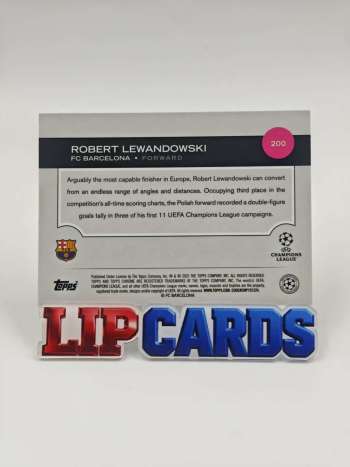 200
ROBERT LEWANDOWSKI
FC BARCELONA • FORWARD
Arguably the most capable finisher in Europe, Robert Lewandowski can convert
from an endless range of angles and distances. Occupying third place in the
competition's all-time scoring charts, the Polish forward recorded a double-figure
goals tally in three of his first 11 UEFA Champions League campaigns.
CHAMPIONS
LEAGUE
TOPPS
© FC BARCELONA
LIP CARDS